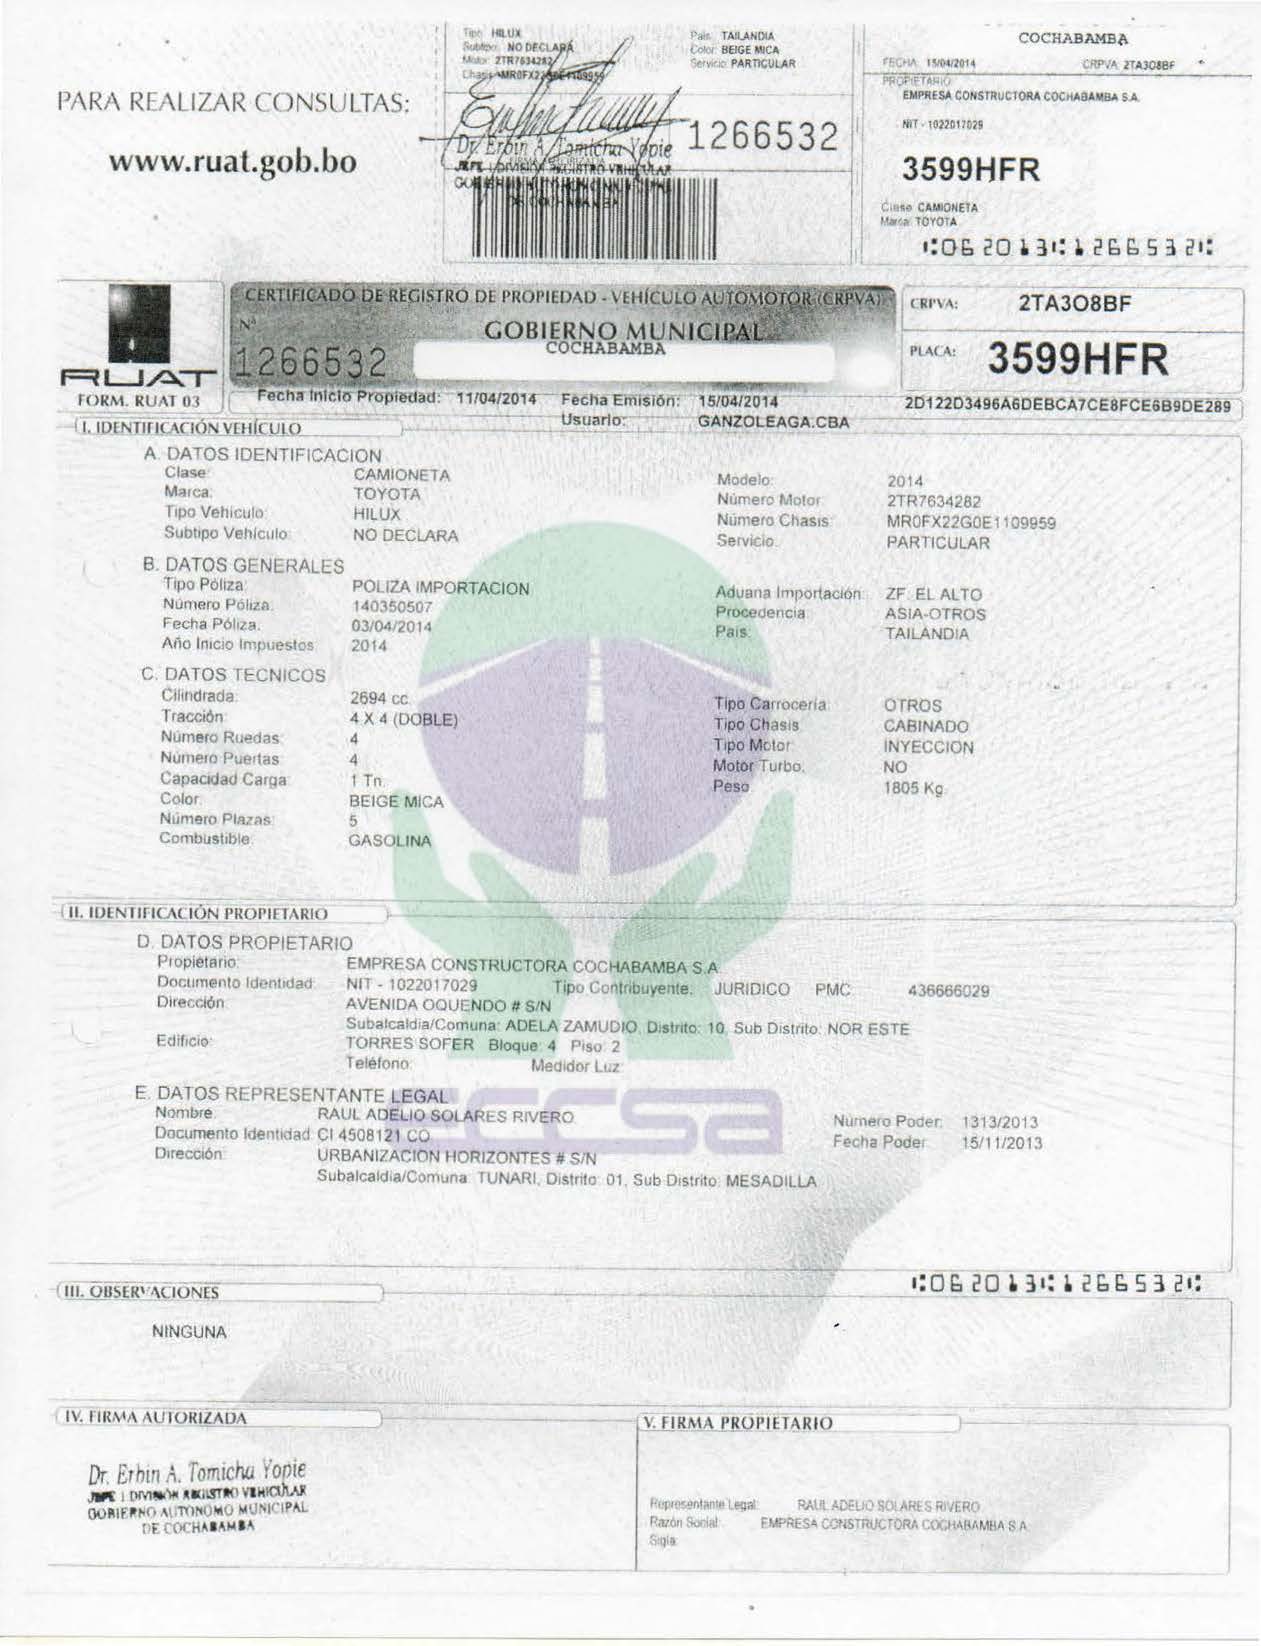 PARA REALIZAR CONSULTAS:
www.ruat.gob.bo
Tipo: HILUX
Subtipo: NO DECLARA
Motor: 2TR7634282
Chasis: MR0FX22G0E1109959
País: TAILANDIA
Color: BEIGE MICA
Servicio: PARTICULAR
1266532
Dr. Erbin A. Tomicha Yopie
FIRMA AUTORIZADA
JEFE I DIVISIÓN REGISTRO VEHICULAR
DE COCHABAMBA
COCHABAMBA
FECHA: 15/04/2014 CRPVA: 2TA3O8BF
PROPIETARIO
EMPRESA CONSTRUCTORA COCHABAMBA S.A.
NIT - 1022017029
3599HFR
Clase: CAMIONETA
Marca: TOYOTA
⑈06 2013⑈1266532⑈
RUAT
FORM. RUAT 03
CERTIFICADO DE REGISTRO DE PROPIEDAD - VEHÍCULO AUTOMOTOR (CRPVA)
Nº
1266532
GOBIERNO MUNICIPAL
COCHABAMBA
CRPVA: 2TA3O8BF
PLACA: 3599HFR
Fecha Inicio Propiedad: 11/04/2014 Fecha Emisión: 15/04/2014
Usuario: GANZOLEAGA.CBA
2D122D3496A6DEBCA7CE8FCE6B9DE289
I. IDENTIFICACIÓN VEHÍCULO
A. DATOS IDENTIFICACION
Clase: CAMIONETA
Marca: TOYOTA
Tipo Vehículo: HILUX
Subtipo Vehículo: NO DECLARA
Modelo: 2014
Número Motor: 2TR7634282
Número Chasis: MR0FX22G0E1109959
Servicio: PARTICULAR
B. DATOS GENERALES
Tipo Póliza: POLIZA IMPORTACION
Número Póliza: 140350507
Fecha Póliza: 03/04/2014
Año Inicio Impuestos: 2014
Aduana Importación: ZF. EL ALTO
Procedencia: ASIA-OTROS
País: TAILANDIA
C. DATOS TECNICOS
Cilindrada: 2694 cc.
Tracción: 4 X 4 (DOBLE)
Número Ruedas: 4
Número Puertas: 4
Capacidad Carga: 1 Tn.
Color: BEIGE MICA
Número Plazas: 5
Combustible: GASOLINA
Tipo Carrocería: OTROS
Tipo Chasis: CABINADO
Tipo Motor: INYECCION
Motor Turbo: NO
Peso: 1805 Kg.
II. IDENTIFICACIÓN PROPIETARIO
D. DATOS PROPIETARIO
Propietario: EMPRESA CONSTRUCTORA COCHABAMBA S.A.
Documento Identidad: NIT - 1022017029 Tipo Contribuyente: JURIDICO PMC: 436666029
Dirección: AVENIDA OQUENDO # S/N
Subalcaldía/Comuna: ADELA ZAMUDIO, Distrito: 10, Sub Distrito: NOR ESTE
Edificio: TORRES SOFER Bloque: 4 Piso: 2
Teléfono: Medidor Luz:
E. DATOS REPRESENTANTE LEGAL
Nombre: RAUL ADELIO SOLARES RIVERO
Documento Identidad: CI 4508121 CO
Dirección: URBANIZACION HORIZONTES # S/N
Subalcaldía/Comuna: TUNARI, Distrito: 01, Sub Distrito: MESADILLA
Número Poder: 1313/2013
Fecha Poder: 15/11/2013
eccsa
⑈06 2013⑈1266532⑈
III. OBSERVACIONES
NINGUNA
IV. FIRMA AUTORIZADA
Dr. Erbin A. Tomicha Yopie
JEFE I DIVISIÓN REGISTRO VEHICULAR
GOBIERNO AUTONOMO MUNICIPAL
DE COCHABAMBA
V. FIRMA PROPIETARIO
Representante Legal: RAUL ADELIO SOLARES RIVERO
Razón Social: EMPRESA CONSTRUCTORA COCHABAMBA S.A.
Sigla: